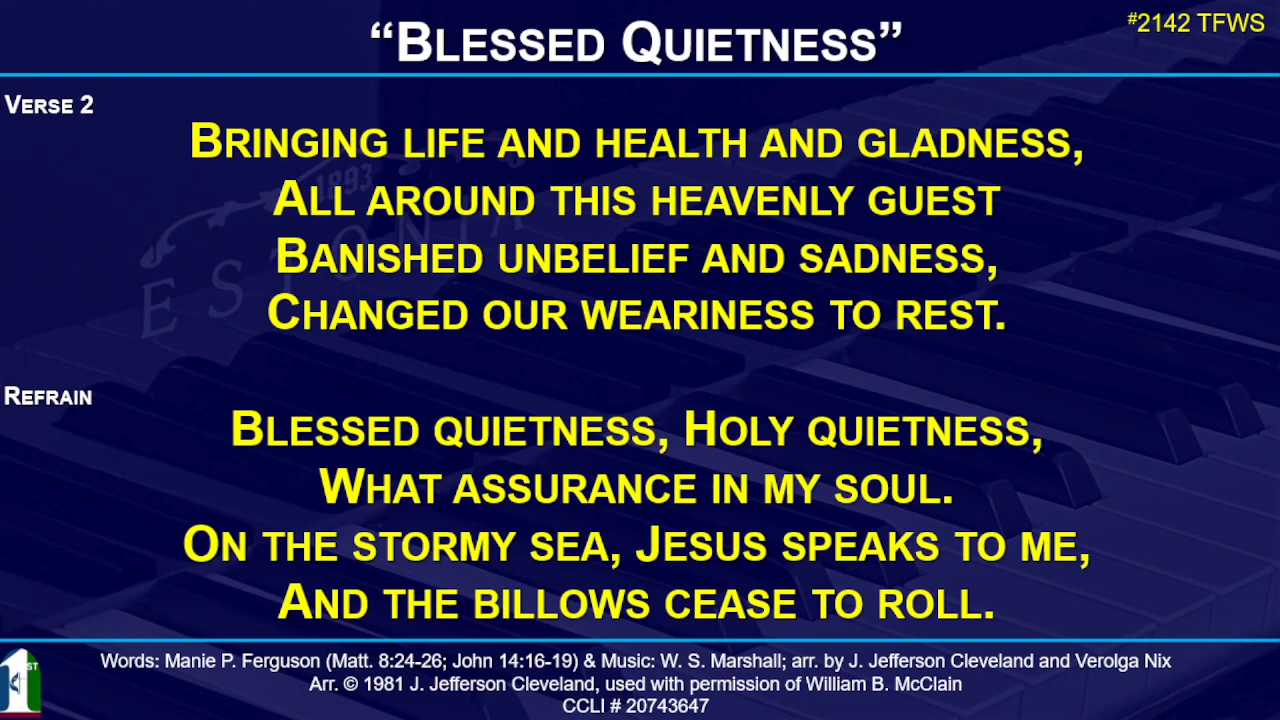 “Blessed Quietness”
#2142 TFWS
Verse 2
Bringing life and health and gladness,
All around this heavenly guest
Banished unbelief and sadness,
Changed our weariness to rest.
Refrain
Blessed quietness, Holy quietness,
What assurance in my soul.
On the stormy sea, Jesus speaks to me,
And the billows cease to roll.
Words: Manie P. Ferguson (Matt. 8:24-26; John 14:16-19) & Music: W. S. Marshall; arr. by J. Jefferson Cleveland and Verolga Nix
Arr. © 1981 J. Jefferson Cleveland, used with permission of William B. McClain
CCLI # 20743647
1ST
1893
ESTONIA